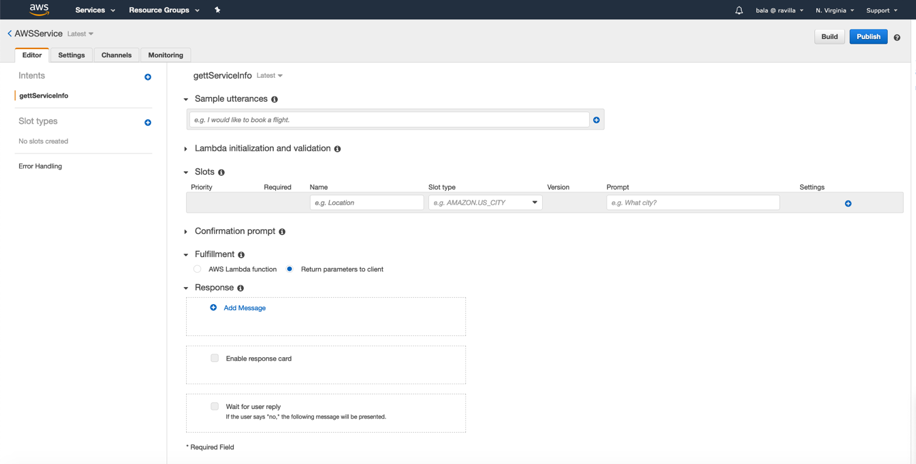 aws Services Resource Groups bala @ ravilla N. Virginia Support
AWSService Latest Build Publish
Editor Settings Channels Monitoring
Intents
gettServiceInfo
Slot types
No slots created
Error Handling
gettServiceInfo Latest
Sample utterances
e.g. I would like to book a flight.
Lambda initialization and validation
Slots
Priority Required Name Slot type Version Prompt Settings
e.g. Location e.g. AMAZON.US_CITY e.g. What city?
Confirmation prompt
Fulfillment
AWS Lambda function Return parameters to client
Response
Add Message
Enable response card
Wait for user reply
If the user says "no," the following message will be presented.
* Required Field